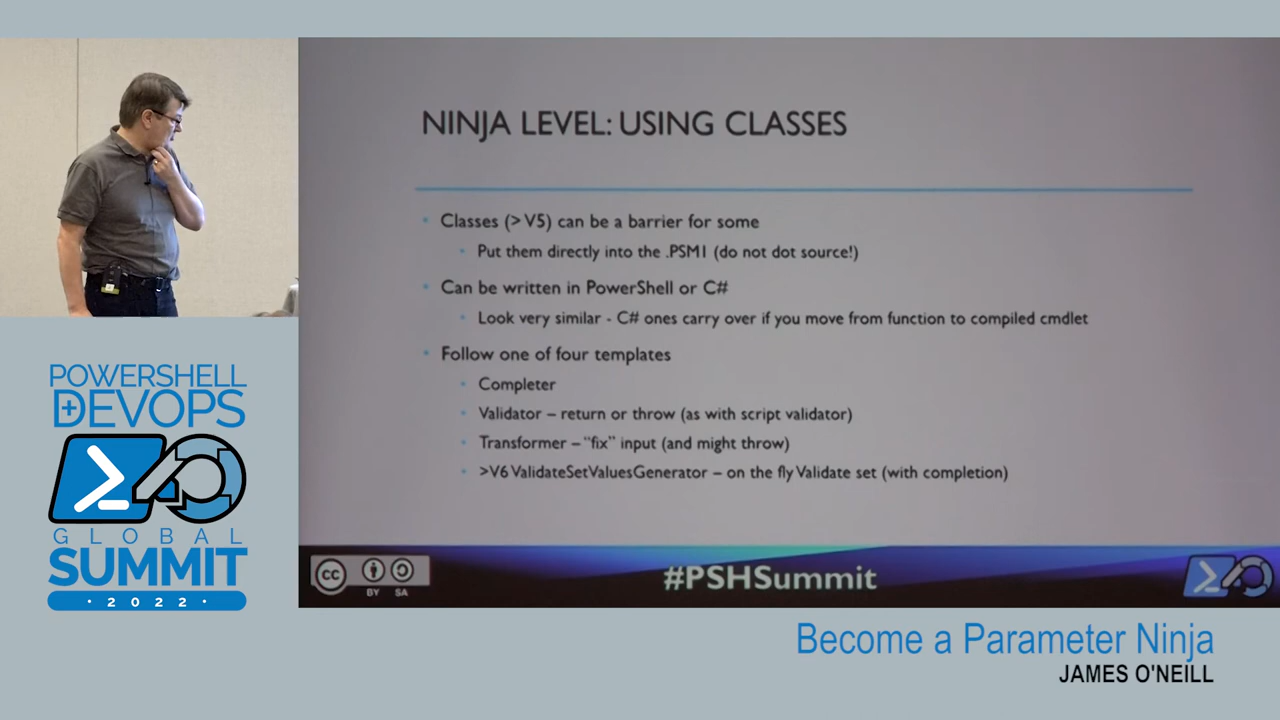 NINJA LEVEL: USING CLASSES
Classes (> V5) can be a barrier for some
Put them directly into the .PSM1 (do not dot source!)
Can be written in PowerShell or C#
Look very similar - C# ones carry over if you move from function to compiled cmdlet
Follow one of four templates
Completer
Validator – return or throw (as with script validator)
Transformer – “fix” input (and might throw)
>V6 ValidateSetValuesGenerator – on the fly Validate set (with completion)
cc
BY SA
#PSHSummit
POWERSHELL
+DEVOPS
GLOBAL
SUMMIT
· 2022 ·
Become a Parameter Ninja
JAMES O'NEILL